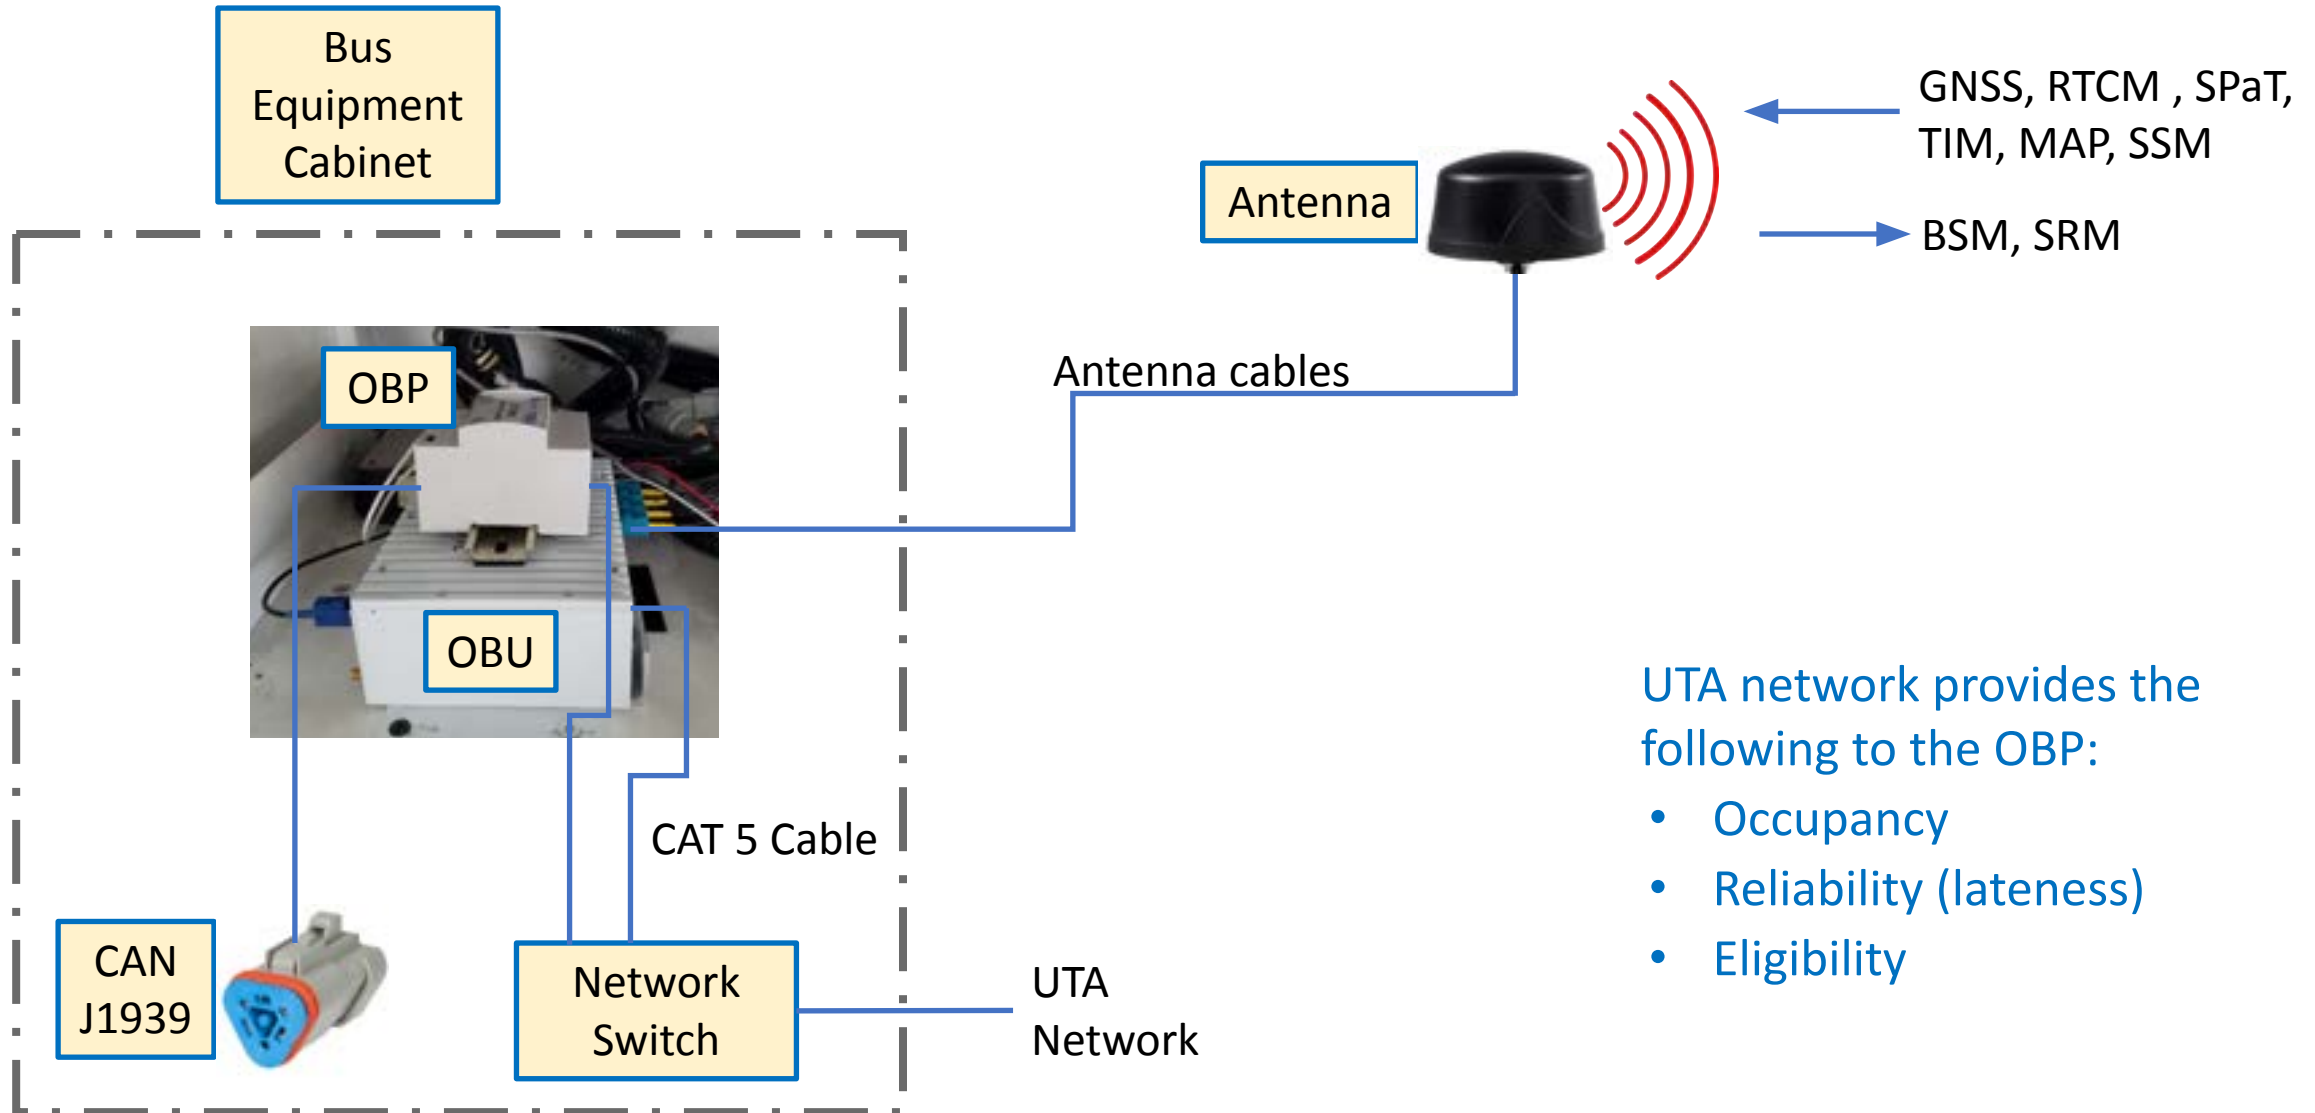 Bus
Equipment
Cabinet
GNSS, RTCM , SPaT,
TIM, MAP, SSM
Antenna
BSM, SRM
OBP
Antenna cables
OBU
UTA network provides the
following to the OBP:
• Occupancy
• Reliability (lateness)
• Eligibility
CAT 5 Cable
CAN
J1939
Network
Switch
UTA
Network